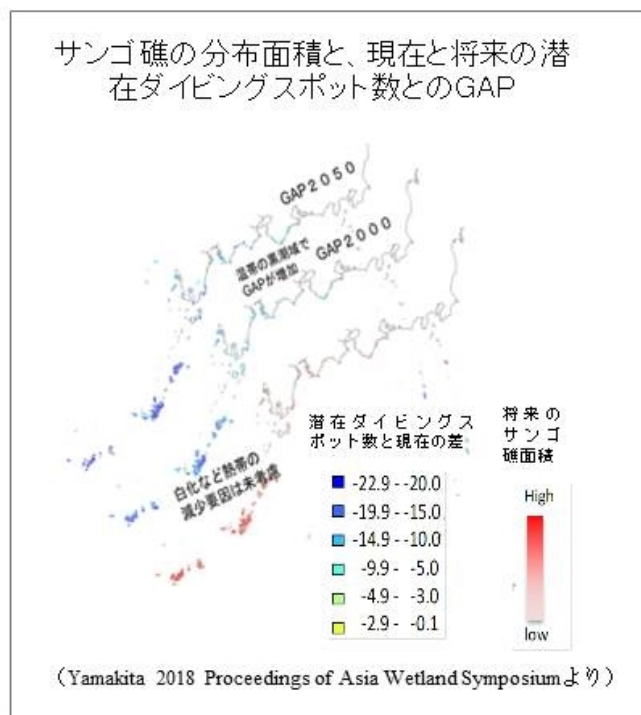 サンゴ礁の分布面積と、現在と将来の潜
在ダイビングスポット数とのGAP
GAP2050
温帯の黒潮域で
GAPが増加
GAP2000
白化など熱帯の
減少要因は未考慮
潜在ダイビングス
ポット数と現在の差
-22.9 - -20.0
-19.9 - -15.0
-14.9 - -10.0
-9.9 - -5.0
-4.9 - -3.0
-2.9 - -0.1
将来の
サンゴ
礁面積
High
low
（Yamakita 2018 Proceedings of Asia Wetland Symposiumより）